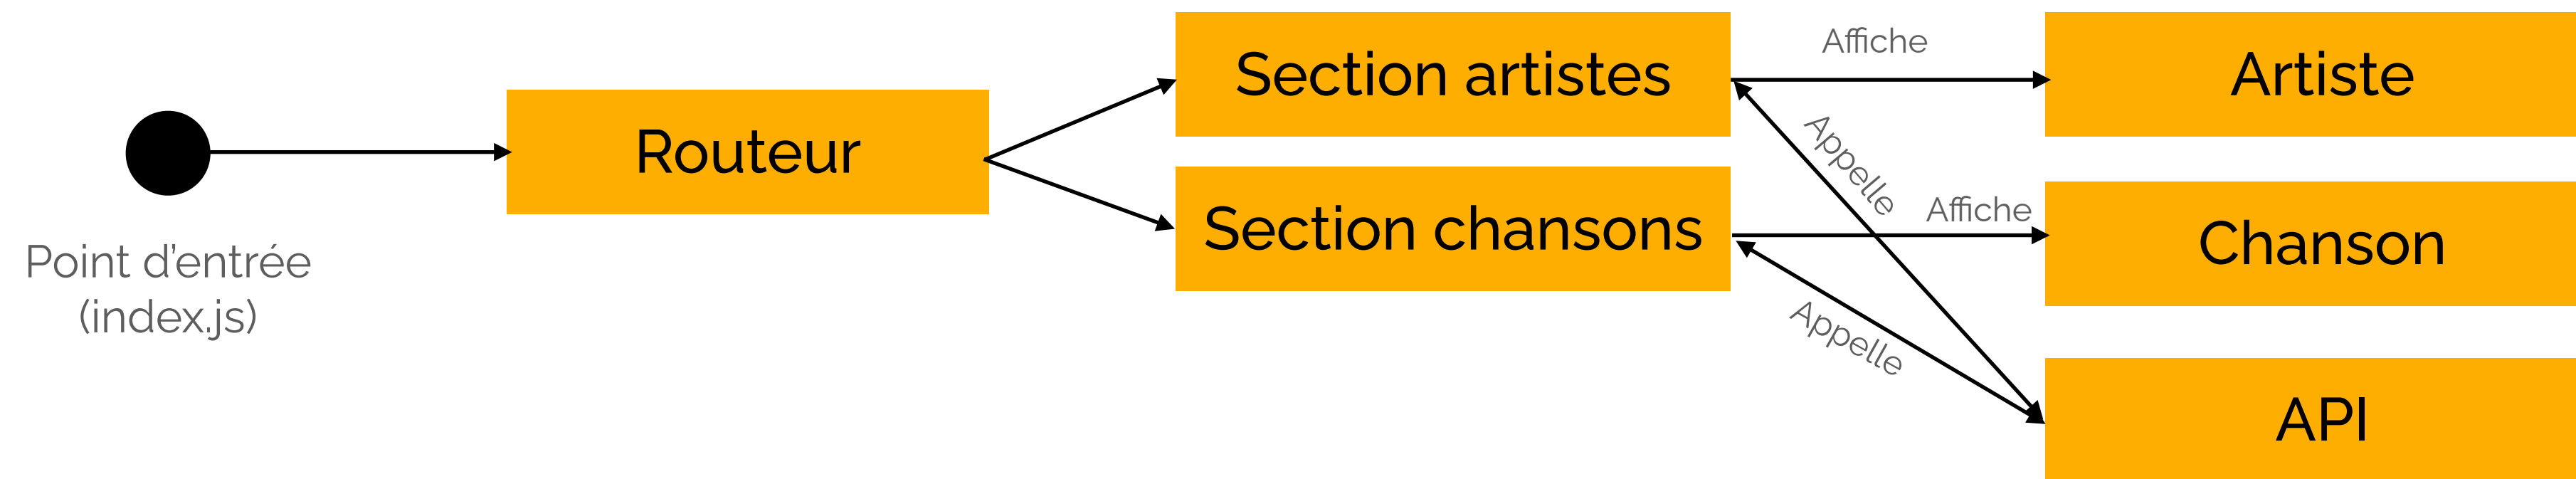 Point d’entrée
(index.js)
Routeur
Section artistes
Section chansons
Affiche
Appelle
Affiche
Appelle
Artiste
Chanson
API